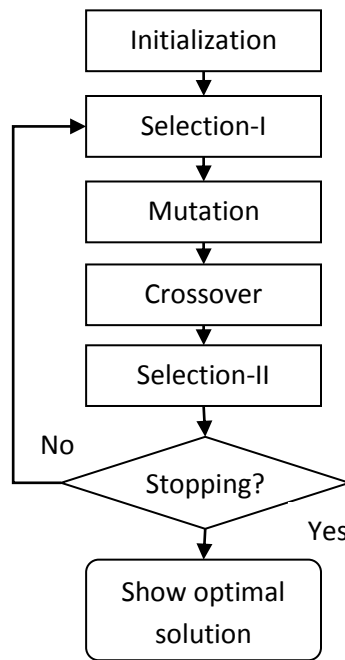 Initialization
Selection-I
Mutation
Crossover
Selection-II
No
Stopping?
Yes
Show optimal
solution